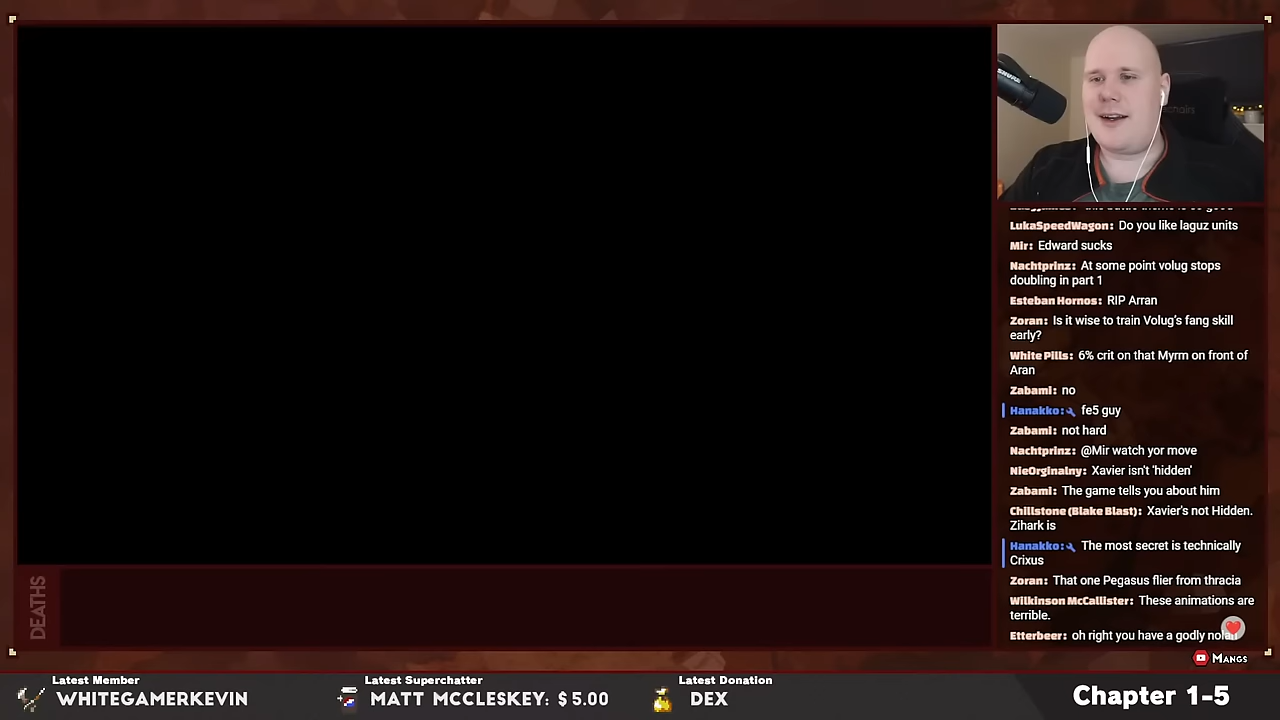 LukaSpeedWagon: Do you like laguz units
Mir: Edward sucks
Nachtprinz: At some point volug stops
doubling in part 1
Esteban Hornos: RIP Arran
Zoran: Is it wise to train Volug's fang skill
early?
White Pills: 6% crit on that Myrm on front of
Aran
Zabami: no
Hanakko: fe5 guy
Zabami: not hard
Nachtprinz: @Mir watch yor move
NieOrginalny: Xavier isn't 'hidden'
Zabami: The game tells you about him
Chillstone (Blake Blast): Xavier's not Hidden.
Zihark is
Hanakko: The most secret is technically
Crixus
Zoran: That one Pegasus flier from thracia
Wilkinson McCallister: These animations are
terrible.
Etterbeer: oh right you have a godly nolan
DEATHS
Mangs
Latest Member
WHITEGAMERKEVIN
Latest Superchatter
MATT MCCLESKEY: $5.00
Latest Donation
DEX
Chapter 1-5